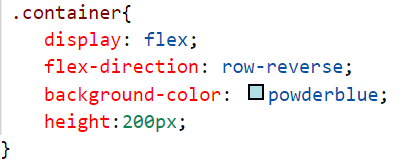 .container{
display: flex;
flex-direction: row-reverse;
background-color: powderblue;
height:200px;
}